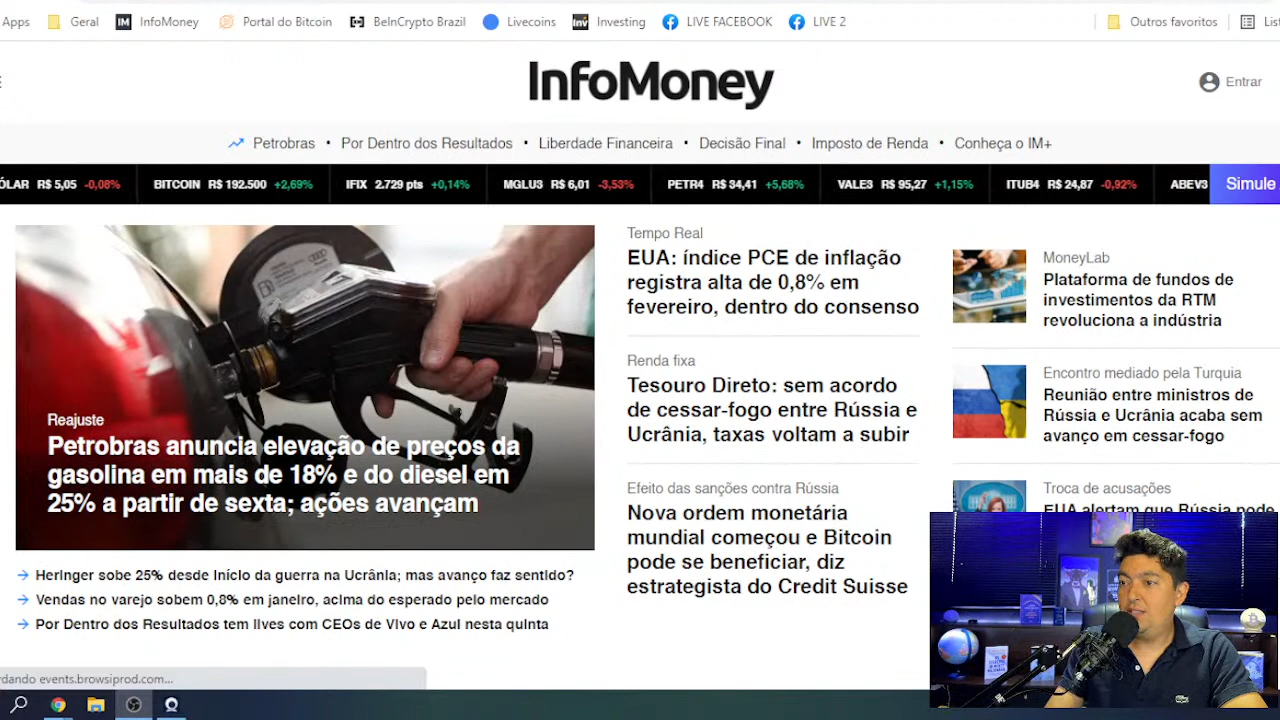 Apps Geral InfoMoney Portal do Bitcoin BeInCrypto Brazil Livecoins Investing LIVE FACEBOOK LIVE 2 Outros favoritos
InfoMoney
Entrar
Petrobras • Por Dentro dos Resultados • Liberdade Financeira • Decisão Final • Imposto de Renda • Conheça o IM+
ÓLAR R$ 5,05 -0,08% BITCOIN R$ 192.500 +2,69% IFIX 2.729 pts +0,14% MGLU3 R$ 6,01 -3,53% PETR4 R$ 34,41 +5,68% VALE3 R$ 95,27 +1,15% ITUB4 R$ 24,87 -0,92% ABEV3 Simule
Reajuste
Petrobras anuncia elevação de preços da
gasolina em mais de 18% e do diesel em
25% a partir de sexta; ações avançam
Heringer sobe 25% desde início da guerra na Ucrânia; mas avanço faz sentido?
Vendas no varejo sobem 0,8% em janeiro, acima do esperado pelo mercado
Por Dentro dos Resultados tem lives com CEOs de Vivo e Azul nesta quinta
Tempo Real
EUA: índice PCE de inflação
registra alta de 0,8% em
fevereiro, dentro do consenso
Renda fixa
Tesouro Direto: sem acordo
de cessar-fogo entre Rússia e
Ucrânia, taxas voltam a subir
Efeito das sanções contra Rússia
Nova ordem monetária
mundial começou e Bitcoin
pode se beneficiar, diz
estrategista do Credit Suisse
MoneyLab
Plataforma de fundos de
investimentos da RTM
revoluciona a indústria
Encontro mediado pela Turquia
Reunião entre ministros de
Rússia e Ucrânia acaba sem
avanço em cessar-fogo
Troca de acusações
EUA alertam que Rússia pode
rdando events.browsiprod.com...